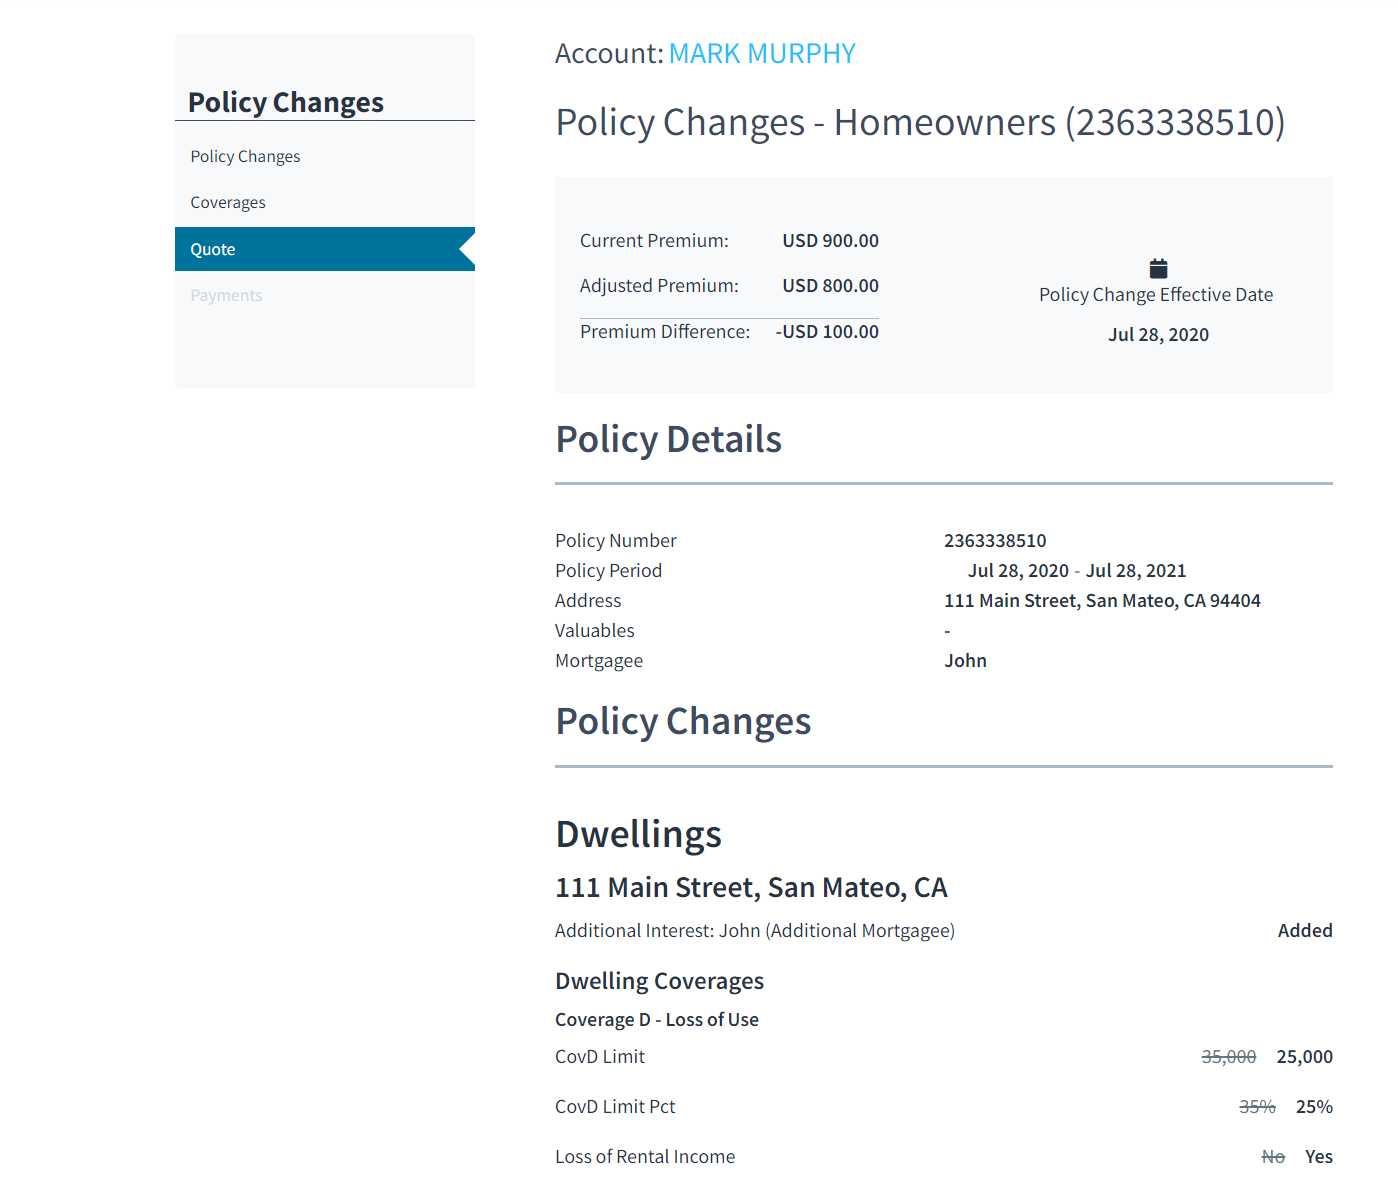 Policy Changes
Policy Changes
Coverages
Quote
Payments
Account: MARK MURPHY
Policy Changes - Homeowners (2363338510)
Current Premium: USD 900.00
Adjusted Premium: USD 800.00
Premium Difference: -USD 100.00
Policy Change Effective Date
Jul 28, 2020
Policy Details
Policy Number 2363338510
Policy Period Jul 28, 2020 - Jul 28, 2021
Address 111 Main Street, San Mateo, CA 94404
Valuables -
Mortgagee John
Policy Changes
Dwellings
111 Main Street, San Mateo, CA
Additional Interest: John (Additional Mortgagee) Added
Dwelling Coverages
Coverage D - Loss of Use
CovD Limit 35,000 25,000
CovD Limit Pct 35% 25%
Loss of Rental Income No Yes